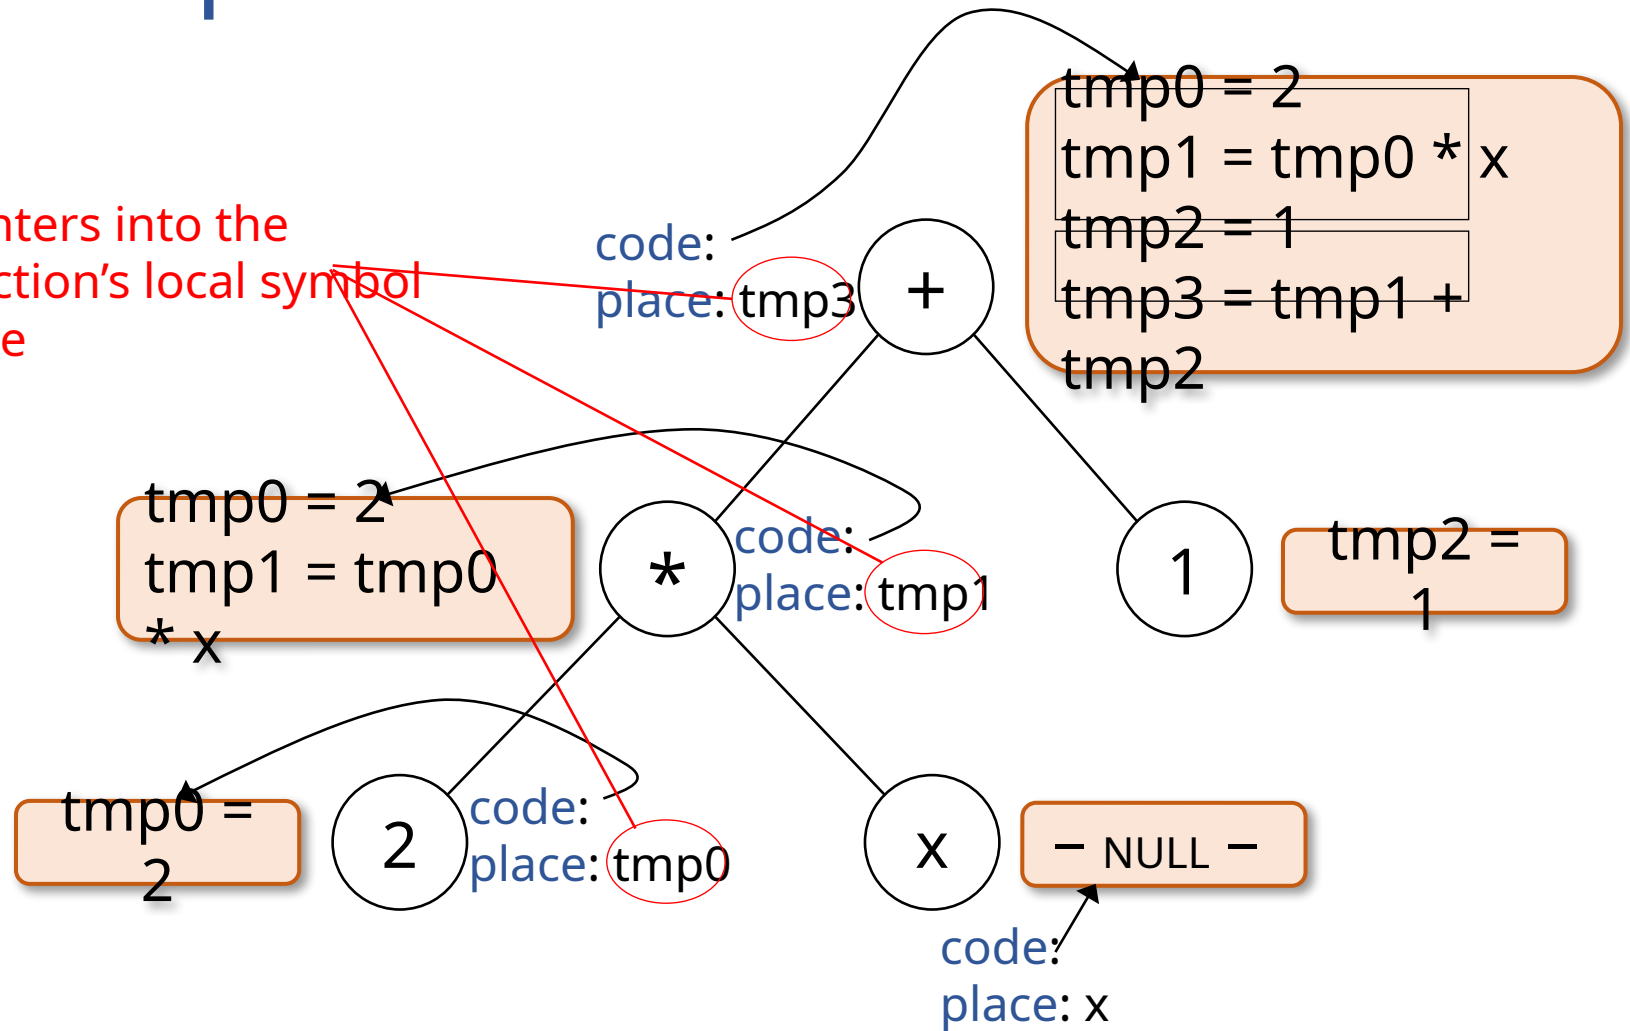 tmp0 = 2
tmp1 = tmp0 * x
tmp2 = 1
tmp3 = tmp1 +
tmp2
nters into the
ction’s local symbol
e
code:
place: tmp3
+
tmp0 = 2
tmp1 = tmp0
* x
*
code:
place: tmp1
1
tmp2 =
1
tmp0 =
2
2
code:
place: tmp0
x
– NULL –
code:
place: x